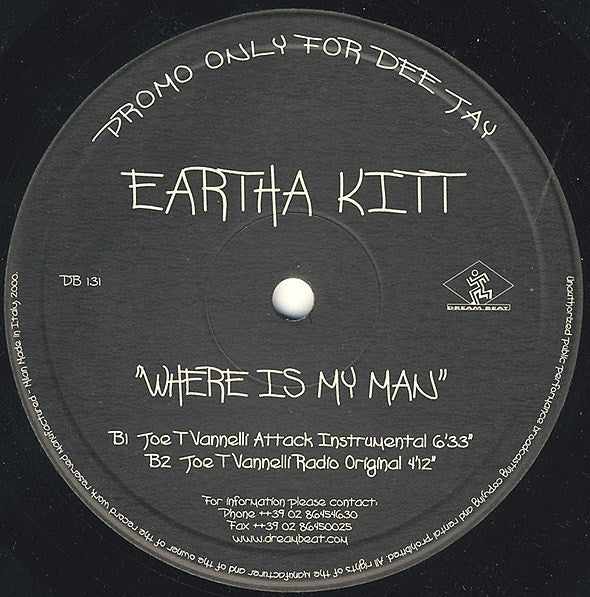 PROMO ONLY FOR DEE JAY
EARTHA KITT
DB 131
DREAM BEAT
"WHERE IS MY MAN"
B1 Joe T Vannelli Attack Instrumental 6'33"
B2 Joe T Vannelli Radio Original 4'12"
For information please contact:
Phone ++39 02 86454630
Fax ++39 02 86450025
www.dreambeat.com
Unauthorized public performance broadcasting copying and rental prohibited. All rights of the manufacturer and of the owner of the record work reserved Manufactured - Milan Made in Italy 2000.